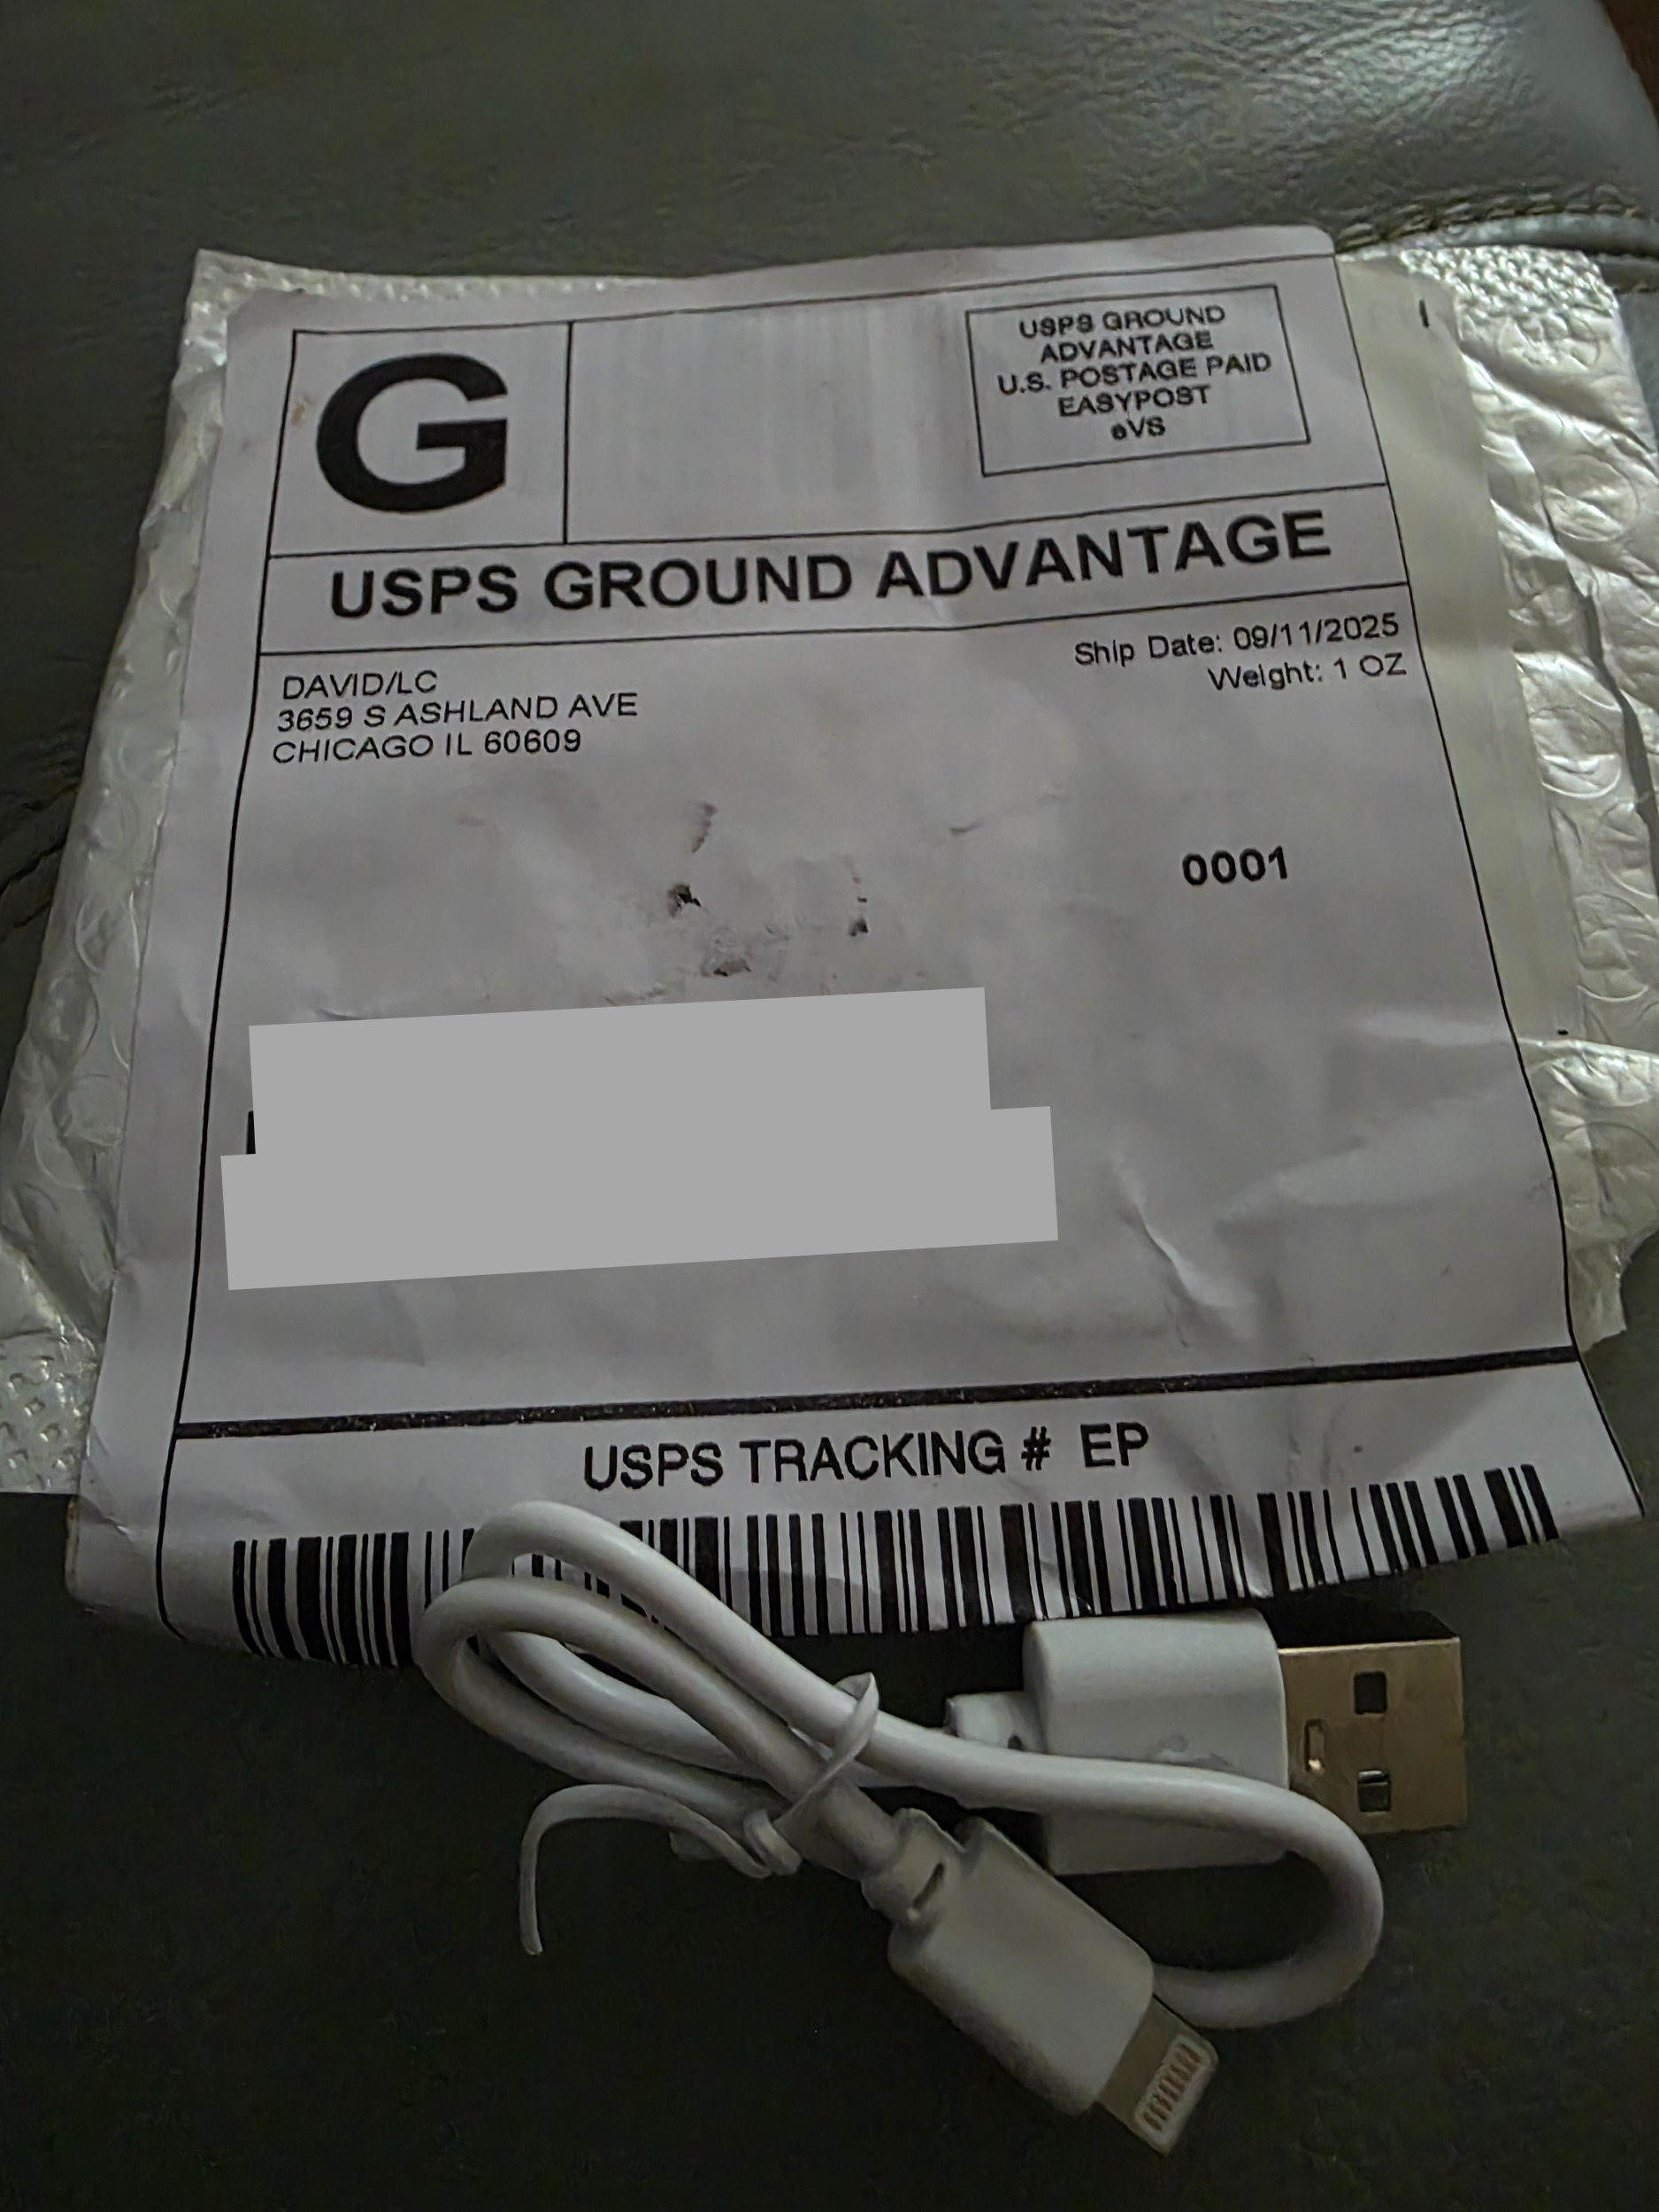 G
USPS GROUND
ADVANTAGE
U.S. POSTAGE PAID
EASYPOST
eVS
USPS GROUND ADVANTAGE
DAVID/LC
3659 S ASHLAND AVE
CHICAGO IL 60609
Ship Date: 09/11/2025
Weight: 1 OZ
0001
USPS TRACKING # EP